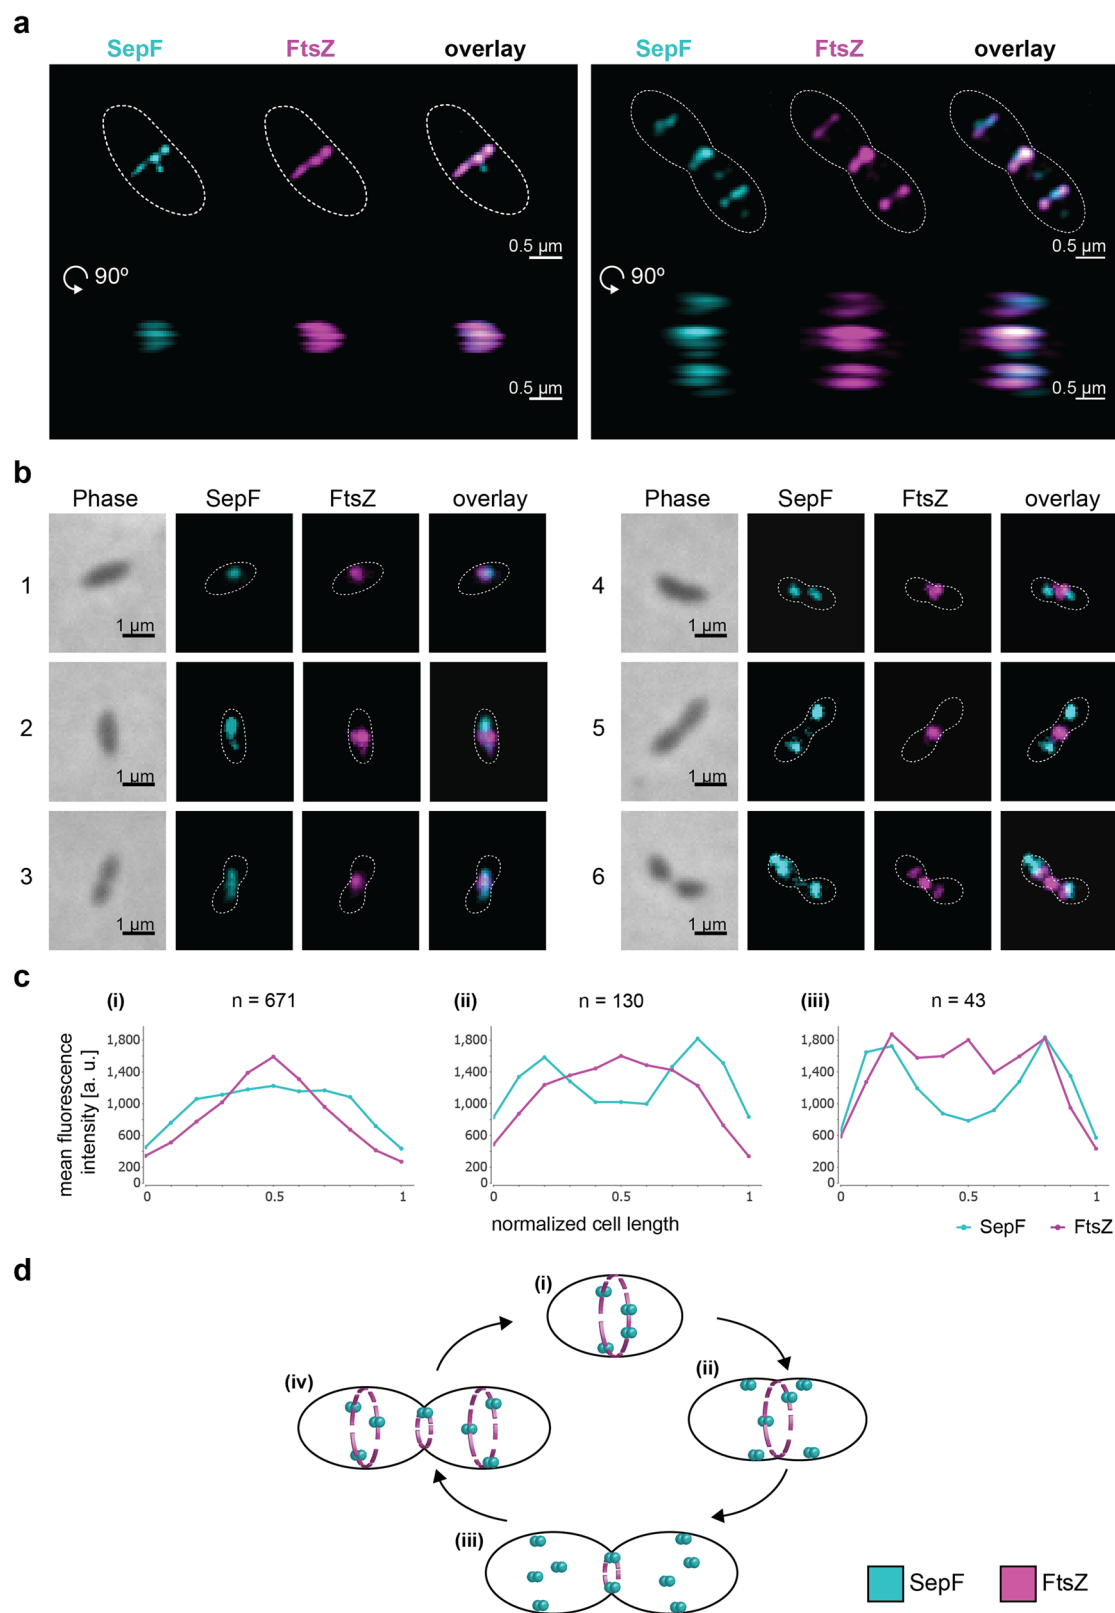 a
SepF FtsZ overlay SepF FtsZ overlay
0.5 µm 0.5 µm
90º 90º
0.5 µm 0.5 µm
b
Phase SepF FtsZ overlay Phase SepF FtsZ overlay
1 1 µm 4 1 µm
2 1 µm 5 1 µm
3 1 µm 6 1 µm
c
(i) n = 671 (ii) n = 130 (iii) n = 43
mean fluorescence
intensity [a. u.]
1,800 1,800 1,800
1,400 1,400 1,400
1,000 1,000 1,000
600 600 600
200 200 200
0 0 0
0 0.5 1 0 0.5 1 0 0.5 1
normalized cell length
SepF FtsZ
d
(i)
(ii)
(iv)
(iii)
SepF FtsZ